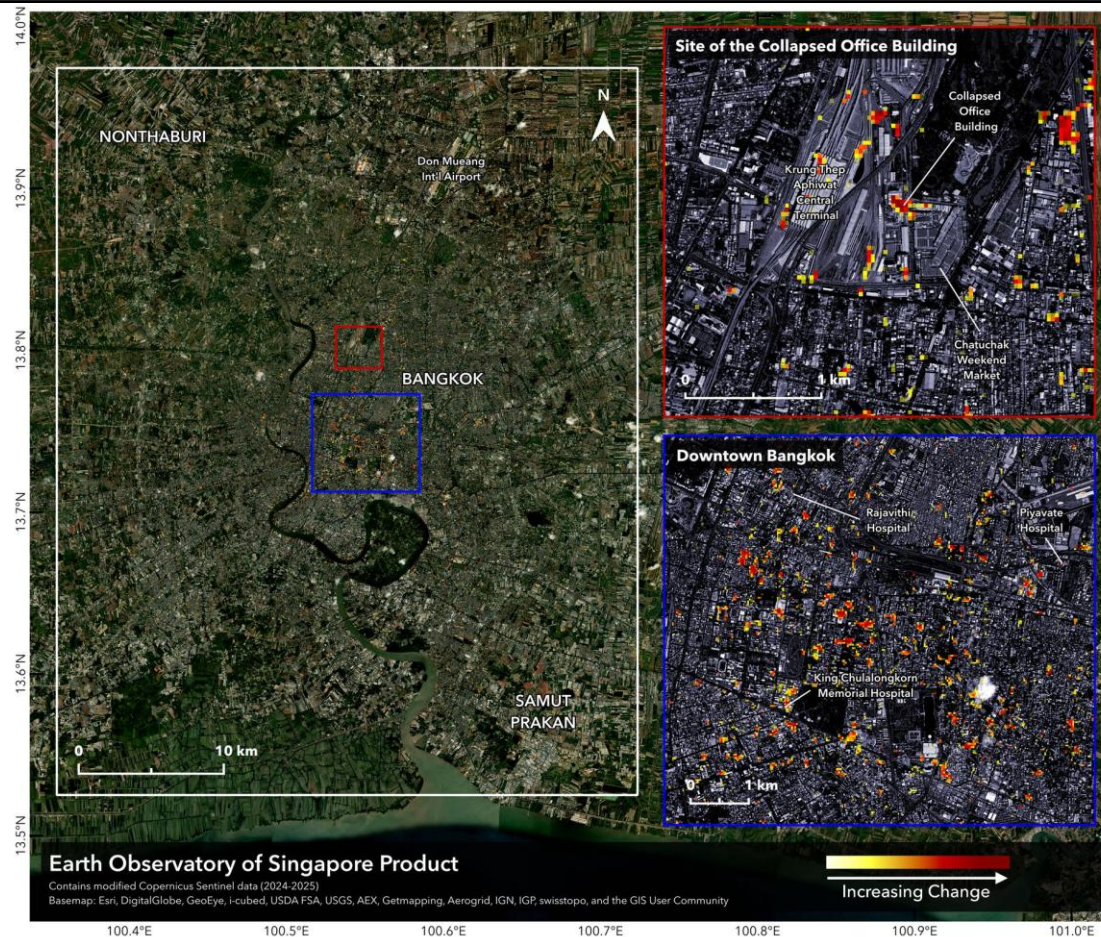 14.0°N
13.9°N
13.8°N
13.7°N
13.6°N
13.5°N
NONTHABURI
N
Don Mueang
Int'l Airport
BANGKOK
SAMUT
PRAKAN
0 10 km
Site of the Collapsed Office Building
Collapsed
Office
Building
Krung Thep
Aphiwat
Central
Terminal
Chatuchak
Weekend
Market
0 1 km
Downtown Bangkok
Rajavithi
Hospital
Piyavate
Hospital
King Chulalongkorn
Memorial Hospital
0 1 km
Earth Observatory of Singapore Product
Contains modified Copernicus Sentinel data (2024-2025)
Basemap: Esri, DigitalGlobe, GeoEye, i-cubed, USDA FSA, USGS, AEX, Getmapping, Aerogrid, IGN, IGP, swisstopo, and the GIS User Community
Increasing Change
100.4°E 100.5°E 100.6°E 100.7°E 100.8°E 100.9°E 101.0°E